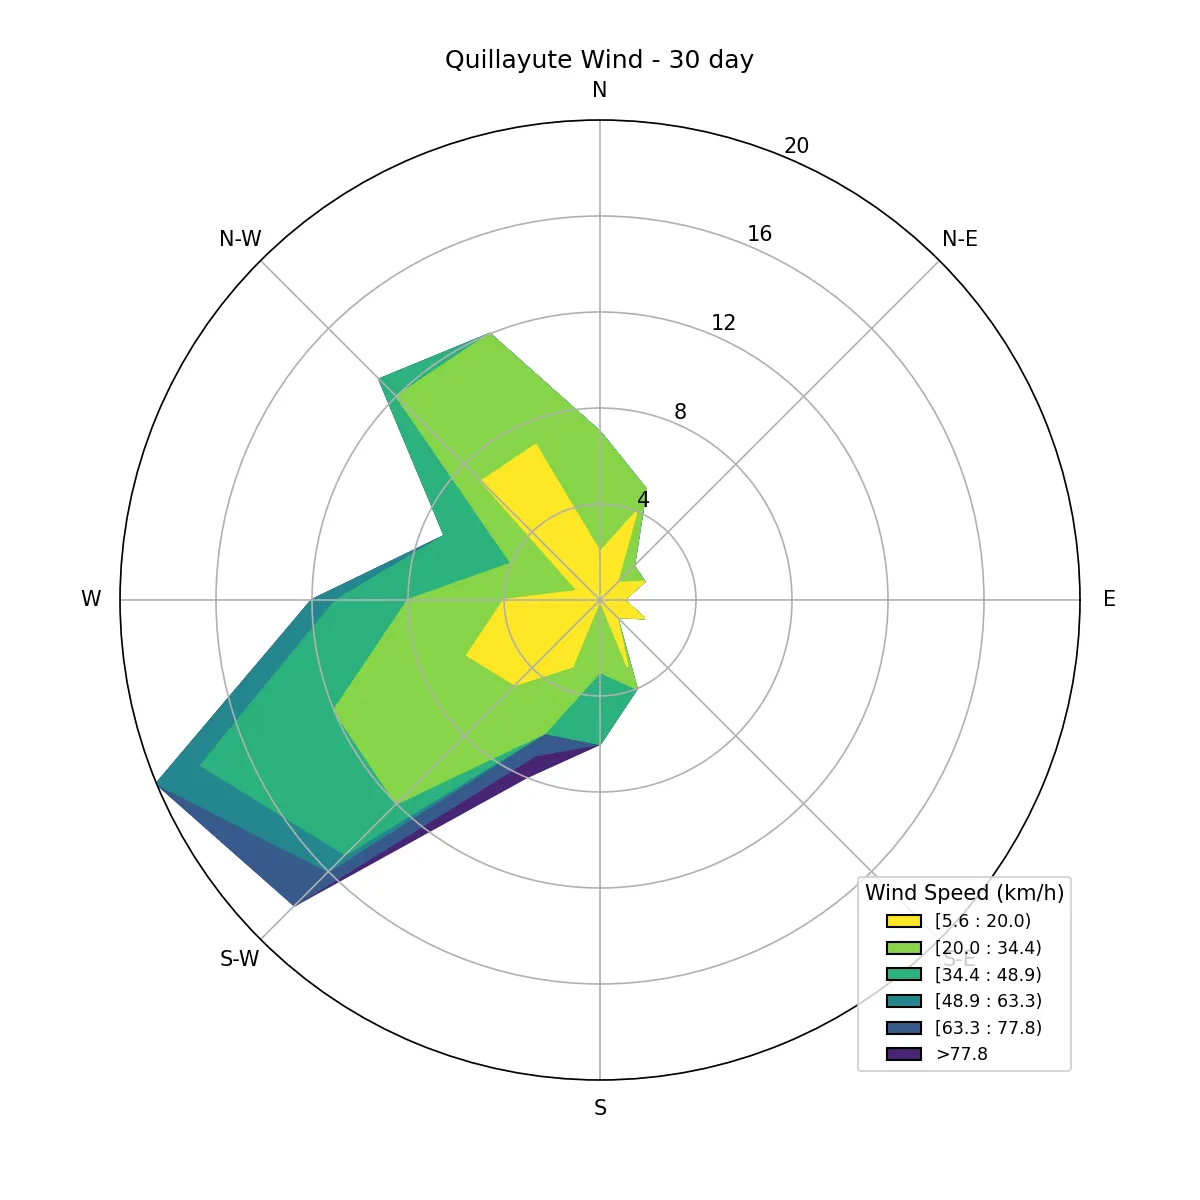 Quillayute Wind - 30 day
N
20
16
N-W
N-E
12
8
4
W
E
Wind Speed (km/h)
[5.6 : 20.0)
[20.0 : 34.4)
S-W
S-E
[34.4 : 48.9)
[48.9 : 63.3)
[63.3 : 77.8)
>77.8
S